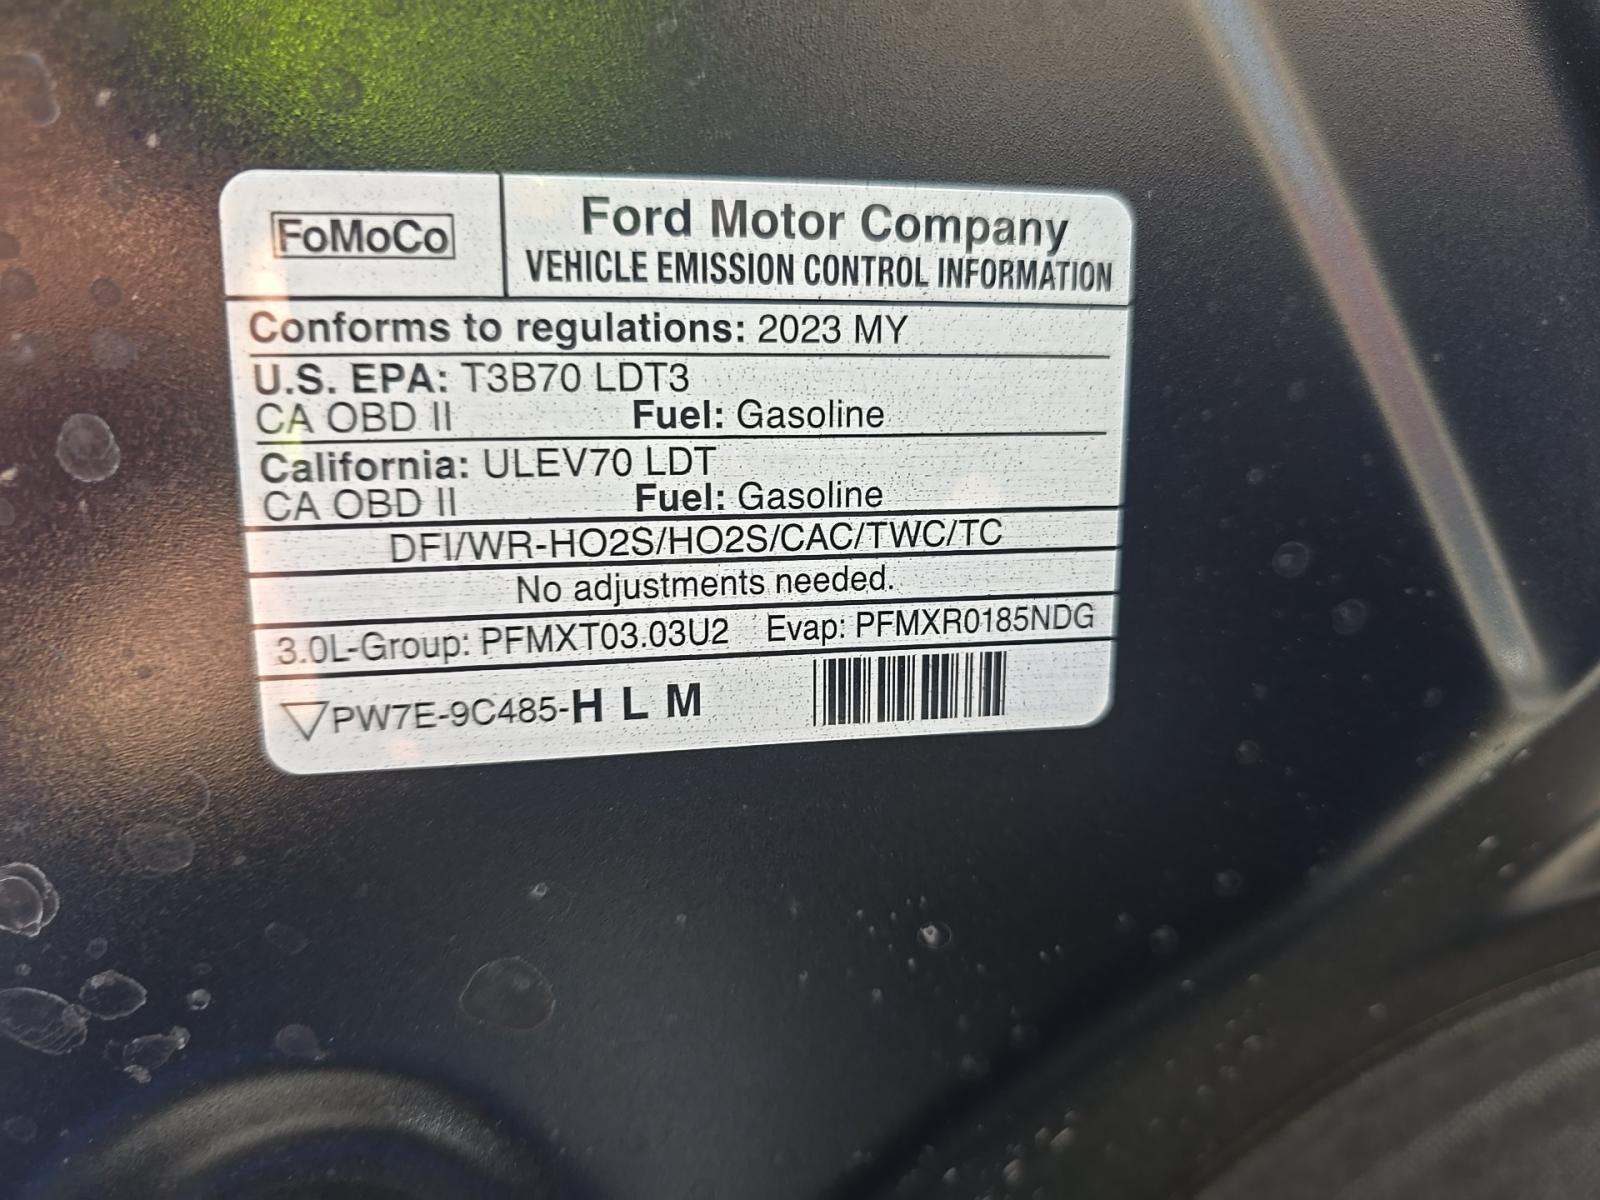 FoMoCo
Ford Motor Company
VEHICLE EMISSION CONTROL INFORMATION
Conforms to regulations: 2023 MY
U.S. EPA: T3B70 LDT3
CA OBD II Fuel: Gasoline
California: ULEV70 LDT
CA OBD II Fuel: Gasoline
DFI/WR-HO2S/HO2S/CAC/TWC/TC
No adjustments needed.
3.0L-Group: PFMXT03.03U2 Evap: PFMXR0185NDG
PW7E-9C485-H L M